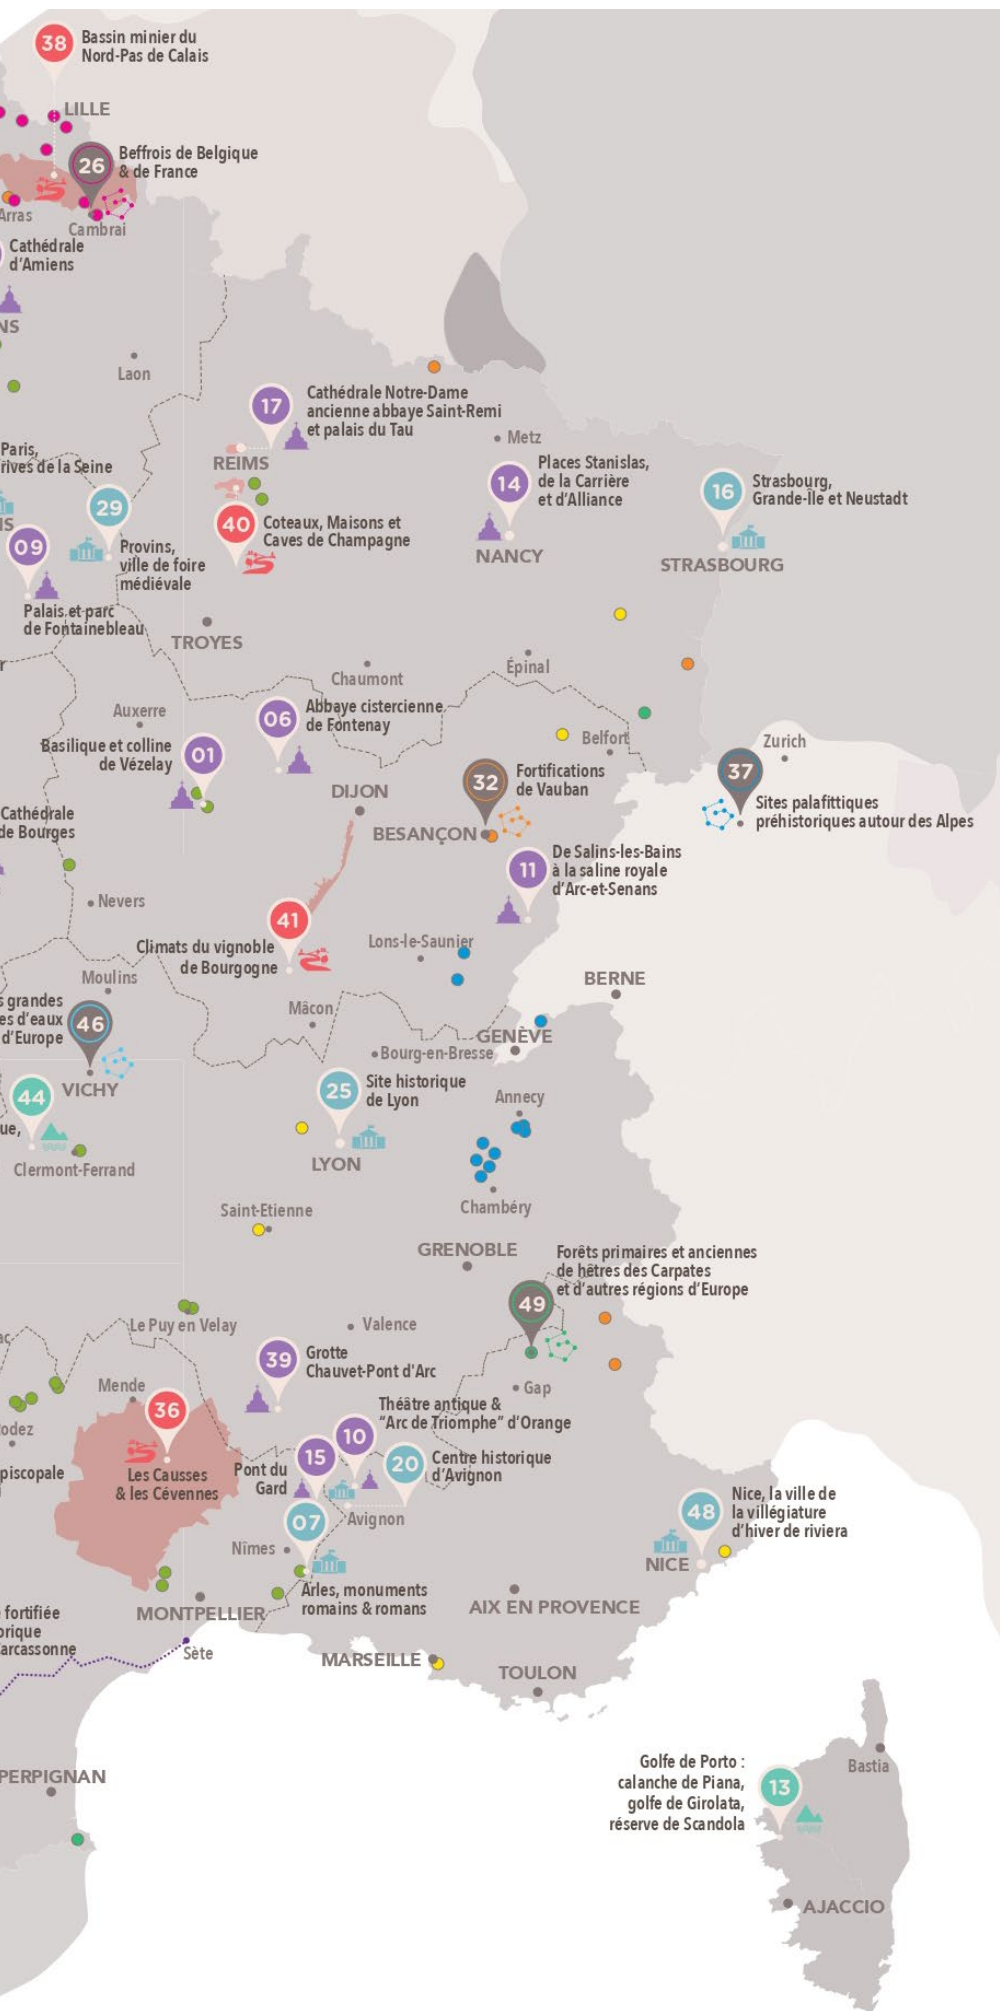 38
Bassin minier du
Nord-Pas de Calais
LILLE
26
Beffrois de Belgique
& de France
Arras
Cambrai
Cathédrale
d'Amiens
NS
Laon
17
Cathédrale Notre-Dame
ancienne abbaye Saint-Remi
et palais du Tau
REIMS
Metz
Paris,
rives de la Seine
IS
14
Places Stanislas,
de la Carrière
et d'Alliance
NANCY
16
Strasbourg,
Grande-Île et Neustadt
STRASBOURG
29
Provins,
ville de foire
médiévale
40
Coteaux, Maisons et
Caves de Champagne
09
Palais et parc
de Fontainebleau
TROYES
r
Chaumont
Épinal
Auxerre
06
Abbaye cistercienne
de Fontenay
Basilique et colline
de Vézelay
01
Belfort
Zurich
37
Sites palafittiques
préhistoriques autour des Alpes
32
Fortifications
de Vauban
DIJON
BESANÇON
Cathédrale
de Bourges
11
De Salins-les-Bains
à la saline royale
d'Arc-et-Senans
Nevers
41
Climats du vignoble
de Bourgogne
Lons-le-Saunier
Moulins
BERNE
s grandes
es d'eaux
d'Europe
46
VICHY
Mâcon
GENÈVE
Bourg-en-Bresse
25
Site historique
de Lyon
LYON
Annecy
44
ue,
Clermont-Ferrand
Chambéry
Saint-Etienne
GRENOBLE
Forêts primaires et anciennes
de hêtres des Carpates
et d'autres régions d'Europe
49
Le Puy en Velay
Valence
ac
39
Grotte
Chauvet-Pont d'Arc
Gap
Mende
36
Les Causses
& les Cévennes
odez
piscopale
Théâtre antique &
"Arc de Triomphe" d'Orange
10
15
Pont du
Gard
20
Centre historique
d'Avignon
Avignon
07
Nîmes
Arles, monuments
romains & romans
48
Nice, la ville de
la villégiature
d'hiver de riviera
NICE
MONTPELLIER
AIX EN PROVENCE
fortifiée
orique
arcassonne
Sète
MARSEILLE
TOULON
PERPIGNAN
Golfe de Porto :
calanche de Piana,
golfe de Girolata,
réserve de Scandola
13
Bastia
AJACCIO